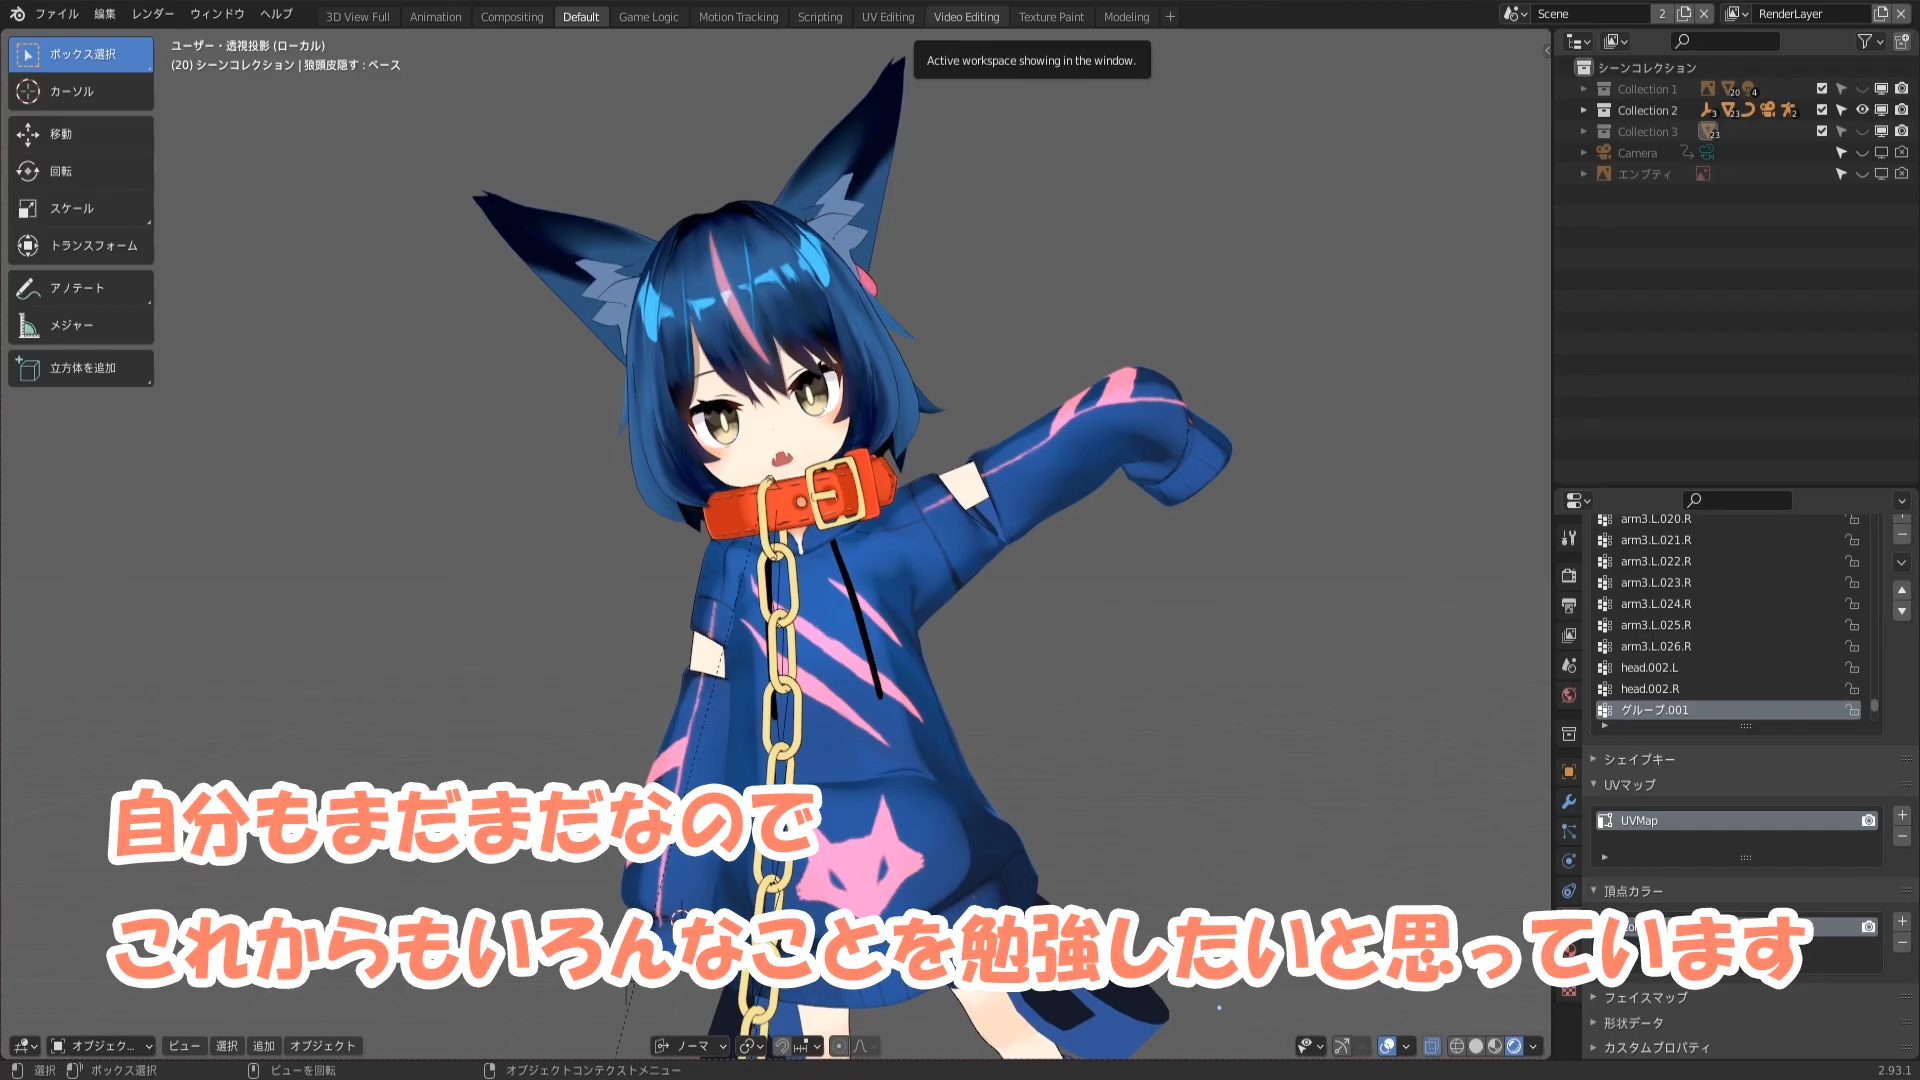 ファイル 編集 レンダー ウィンドウ ヘルプ 3D View Full Animation Compositing Default Game Logic Motion Tracking Scripting UV Editing Video Editing Texture Paint Modeling Scene 2 RenderLayer
ボックス選択
カーソル
移動
回転
スケール
トランスフォーム
アノテート
メジャー
立方体を追加
ユーザー・透視投影 (ローカル)
(20) シーンコレクション | 狼頭皮隠す : ベース
Active workspace showing in the window.
シーンコレクション
Collection 1 20 4
Collection 2 3 23 2
Collection 3 23
Camera
エンプティ
arm3.L.020.R
arm3.L.021.R
arm3.L.022.R
arm3.L.023.R
arm3.L.024.R
arm3.L.025.R
arm3.L.026.R
head.002.L
head.002.R
グループ.001
シェイプキー
UVマップ
UVMap
頂点カラー
フェイスマップ
形状データ
カスタムプロパティ
自分もまだまだなので
これからもいろんなことを勉強したいと思っています
オブジェク... ビュー 選択 追加 オブジェクト ノーマ
選択 ボックス選択 ビューを回転 オブジェクトコンテクストメニュー 2.93.1